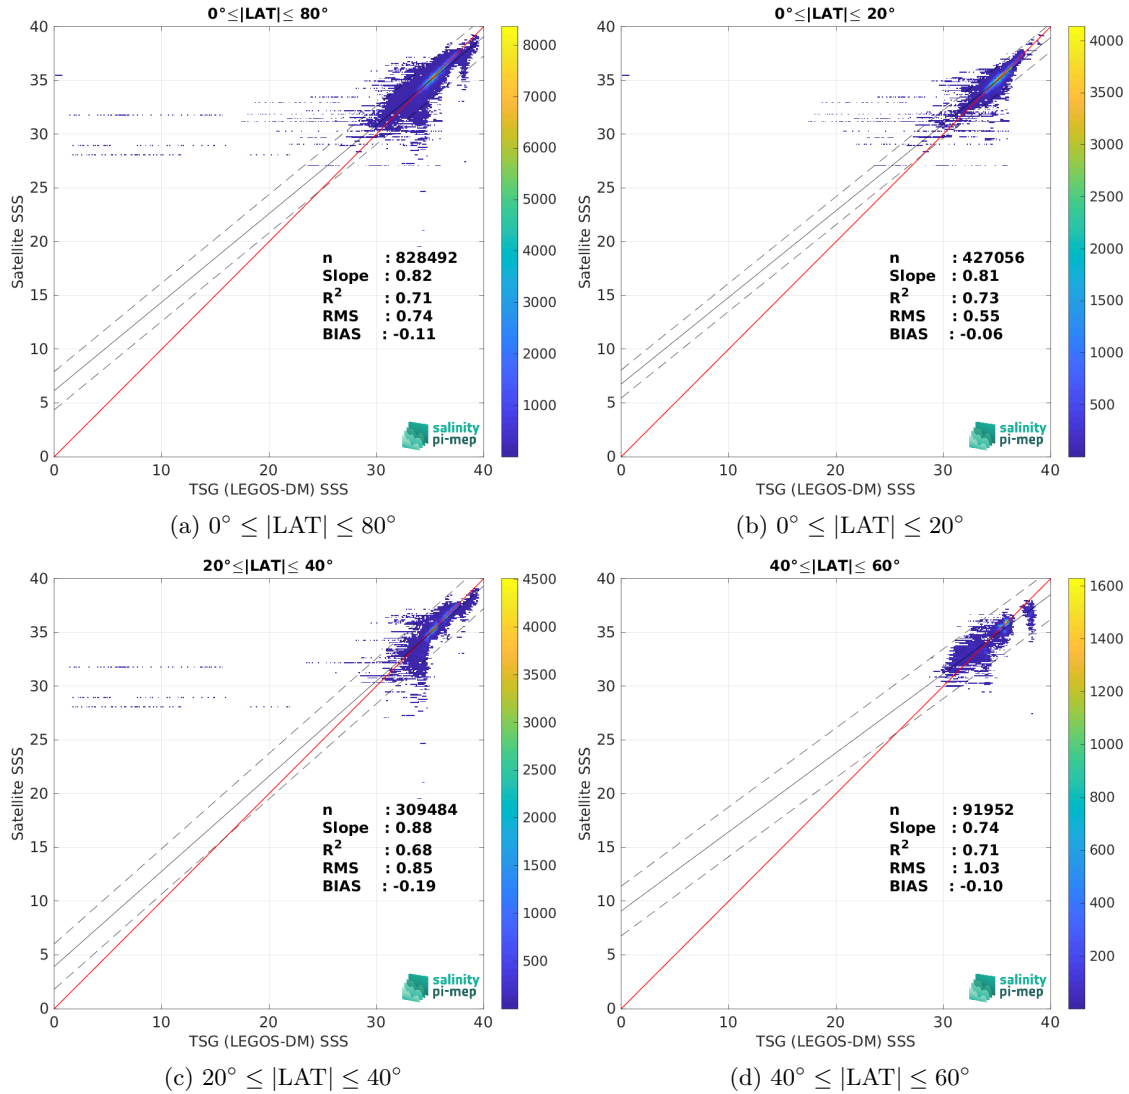 0°≤|LAT|≤ 80°
40
35
30
25
20
15
10
5
0
Satellite SSS
0
10
20
30
40
TSG (LEGOS-DM) SSS
n : 828492
Slope : 0.82
R² : 0.71
RMS : 0.74
BIAS : -0.11
salinity
pi-mep
8000
7000
6000
5000
4000
3000
2000
1000
(a) 0° ≤ |LAT| ≤ 80°
0°≤|LAT|≤ 20°
40
35
30
25
20
15
10
5
0
Satellite SSS
0
10
20
30
40
TSG (LEGOS-DM) SSS
n : 427056
Slope : 0.81
R² : 0.73
RMS : 0.55
BIAS : -0.06
salinity
pi-mep
4000
3500
3000
2500
2000
1500
1000
500
(b) 0° ≤ |LAT| ≤ 20°
20°≤|LAT|≤ 40°
40
35
30
25
20
15
10
5
0
Satellite SSS
0
10
20
30
40
TSG (LEGOS-DM) SSS
n : 309484
Slope : 0.88
R² : 0.68
RMS : 0.85
BIAS : -0.19
salinity
pi-mep
4500
4000
3500
3000
2500
2000
1500
1000
500
(c) 20° ≤ |LAT| ≤ 40°
40°≤|LAT|≤ 60°
40
35
30
25
20
15
10
5
0
Satellite SSS
0
10
20
30
40
TSG (LEGOS-DM) SSS
n : 91952
Slope : 0.74
R² : 0.71
RMS : 1.03
BIAS : -0.10
salinity
pi-mep
1600
1400
1200
1000
800
600
400
200
(d) 40° ≤ |LAT| ≤ 60°